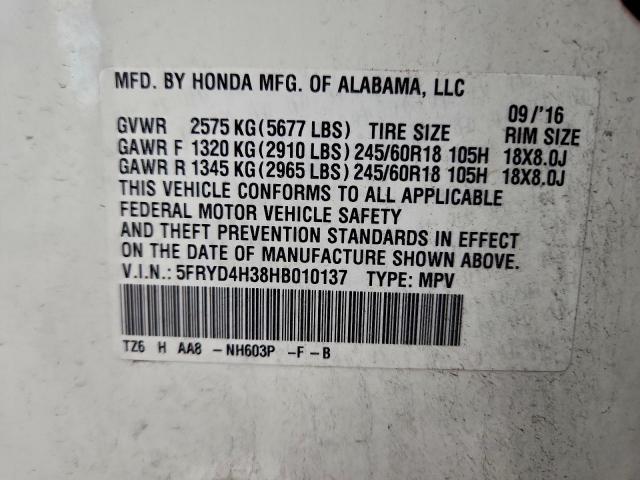 MFD. BY HONDA MFG. OF ALABAMA, LLC
09/'16
GVWR 2575 KG (5677 LBS) TIRE SIZE RIM SIZE
GAWR F 1320 KG (2910 LBS) 245/60R18 105H 18X8.0J
GAWR R 1345 KG (2965 LBS) 245/60R18 105H 18X8.0J
THIS VEHICLE CONFORMS TO ALL APPLICABLE
FEDERAL MOTOR VEHICLE SAFETY
AND THEFT PREVENTION STANDARDS IN EFFECT
ON THE DATE OF MANUFACTURE SHOWN ABOVE.
V.I.N.: 5FRYD4H38HB010137 TYPE: MPV
TZ6 H AA8 - NH603P - F - B